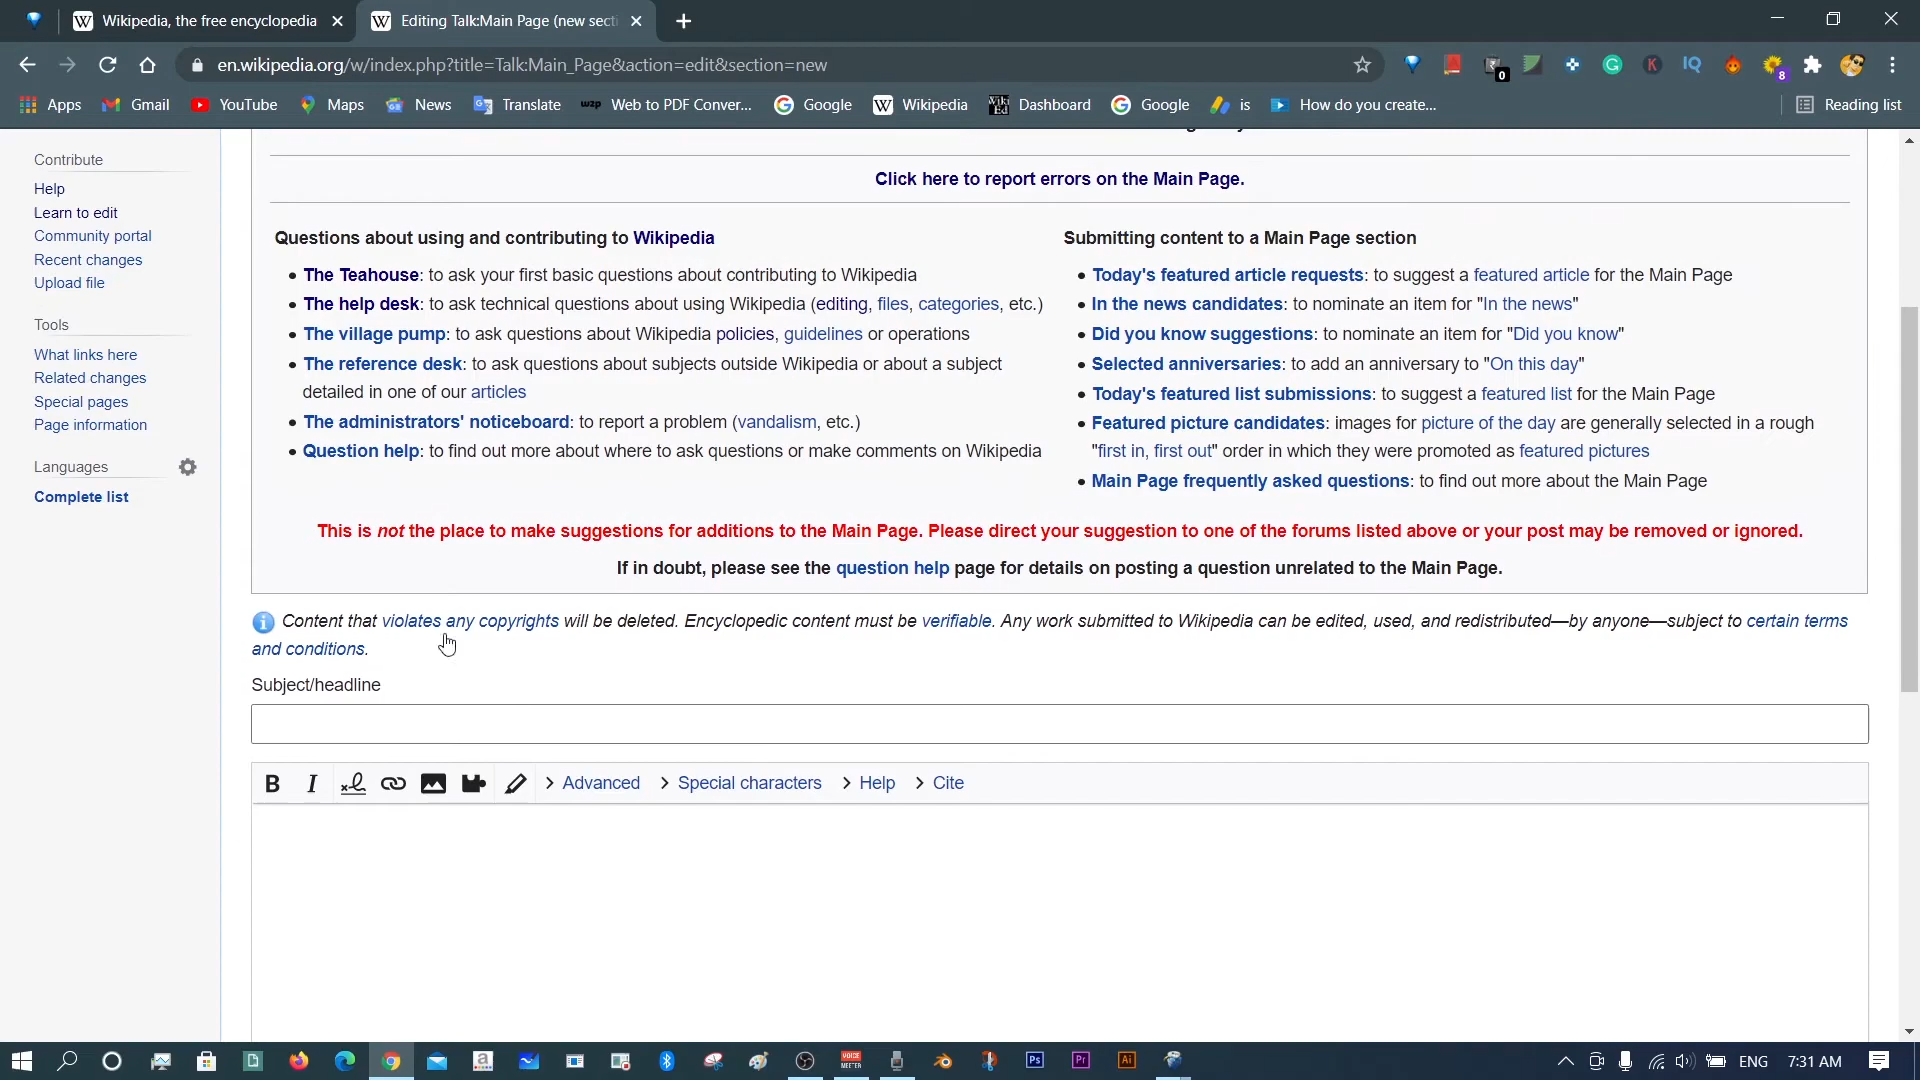 Wikipedia, the free encyclopedia
Editing Talk:Main Page (new secti
en.wikipedia.org/w/index.php?title=Talk:Main_Page&action=edit&section=new
0
K
IQ
8
Apps
Gmail
YouTube
Maps
News
Translate
w2p Web to PDF Conver...
Google
Wikipedia
Wiki Ed Dashboard
Google
is
How do you create...
Reading list
Contribute
Help
Learn to edit
Community portal
Recent changes
Upload file
Tools
What links here
Related changes
Special pages
Page information
Languages
Complete list
Click here to report errors on the Main Page.
Questions about using and contributing to Wikipedia
• The Teahouse: to ask your first basic questions about contributing to Wikipedia
• The help desk: to ask technical questions about using Wikipedia (editing, files, categories, etc.)
• The village pump: to ask questions about Wikipedia policies, guidelines or operations
• The reference desk: to ask questions about subjects outside Wikipedia or about a subject
detailed in one of our articles
• The administrators' noticeboard: to report a problem (vandalism, etc.)
• Question help: to find out more about where to ask questions or make comments on Wikipedia
Submitting content to a Main Page section
• Today's featured article requests: to suggest a featured article for the Main Page
• In the news candidates: to nominate an item for "In the news"
• Did you know suggestions: to nominate an item for "Did you know"
• Selected anniversaries: to add an anniversary to "On this day"
• Today's featured list submissions: to suggest a featured list for the Main Page
• Featured picture candidates: images for picture of the day are generally selected in a rough
"first in, first out" order in which they were promoted as featured pictures
• Main Page frequently asked questions: to find out more about the Main Page
This is not the place to make suggestions for additions to the Main Page. Please direct your suggestion to one of the forums listed above or your post may be removed or ignored.
If in doubt, please see the question help page for details on posting a question unrelated to the Main Page.
Content that violates any copyrights will be deleted. Encyclopedic content must be verifiable. Any work submitted to Wikipedia can be edited, used, and redistributed—by anyone—subject to certain terms
and conditions.
Subject/headline
B I Advanced Special characters Help Cite
VOICE MEETER
Ps
Pr
Ai
ENG
7:31 AM